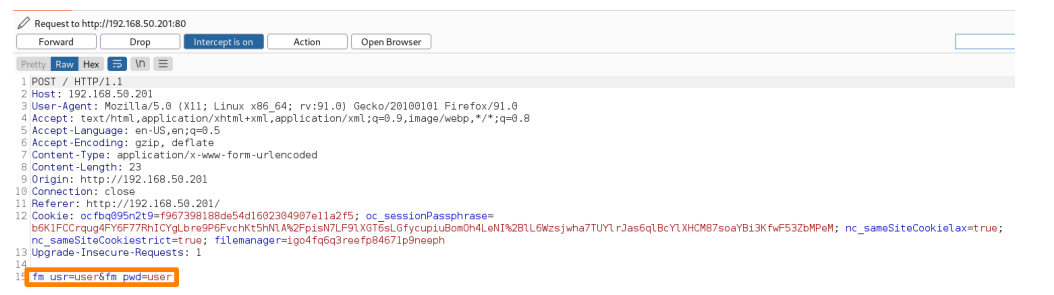 Request to http://192.168.50.201:80
Forward Drop Intercept is on Action Open Browser
Pretty Raw Hex \n
1 POST / HTTP/1.1
2 Host: 192.168.50.201
3 User-Agent: Mozilla/5.0 (X11; Linux x86_64; rv:91.0) Gecko/20100101 Firefox/91.0
4 Accept: text/html,application/xhtml+xml,application/xml;q=0.9,image/webp,*/*;q=0.8
5 Accept-Language: en-US,en;q=0.5
6 Accept-Encoding: gzip, deflate
7 Content-Type: application/x-www-form-urlencoded
8 Content-Length: 23
9 Origin: http://192.168.50.201
10 Connection: close
11 Referer: http://192.168.50.201/
12 Cookie: ocfbq095n2t9=f967398188de54d1602304907e11a2f5; oc_sessionPassphrase=
b6K1FCCrqug4FY6F77RhICYgLbre9P6FvchKt5hNlA%2FpisN7LF9lXGT6sLGfycupiuBomOh4LeNI%2BlL6Wzsjwha7TUYlrJas6qlBcYlXHCM87soaYBi3KfwF53ZbMPeM; nc_sameSiteCookielax=true;
nc_sameSiteCookiestrict=true; filemanager=igo4fq6q3reefp84671p9neeph
13 Upgrade-Insecure-Requests: 1
14
15 fm_usr=user&fm_pwd=user